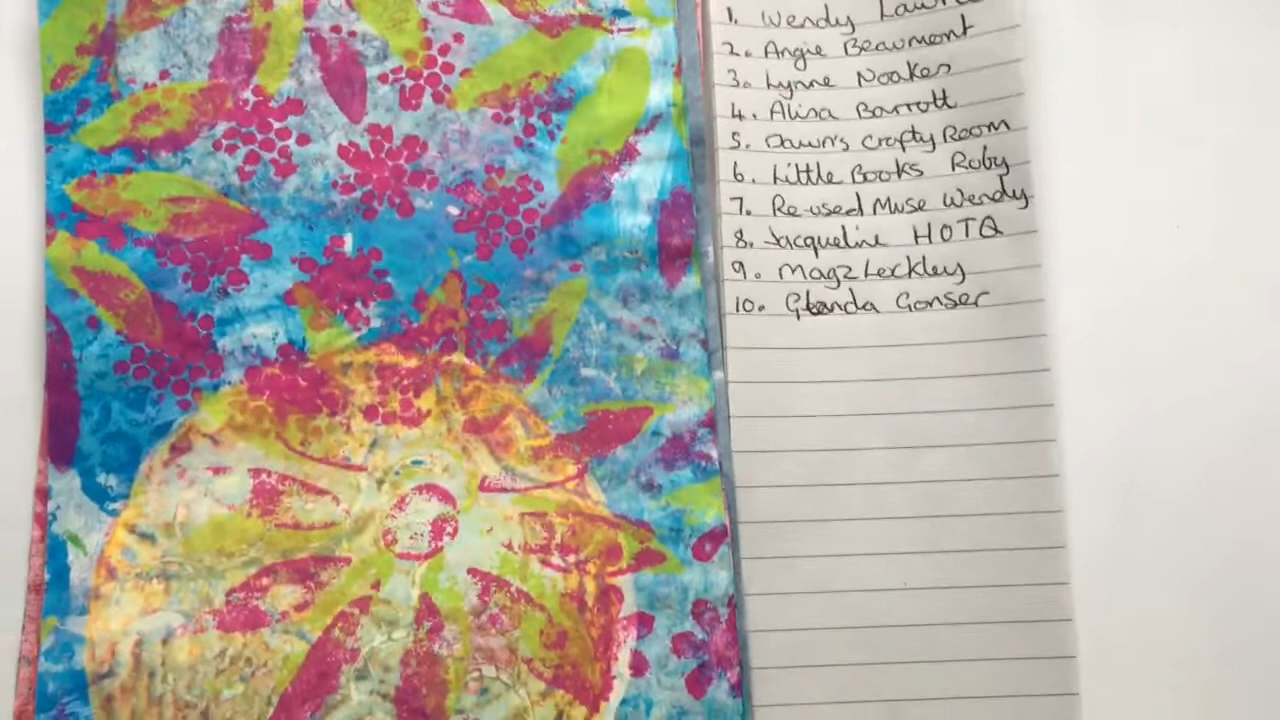 1. Wendy
2. Angie Beaumont
3. Lynne Noakes
4. Alisa Barrott
5. Dawn's Crafty Room
6. Little Books Roby
7. Re-used Muse Wendy.
8. Jacqueline HOTQ
9. Magz Leckley
10. Glanda Gonser